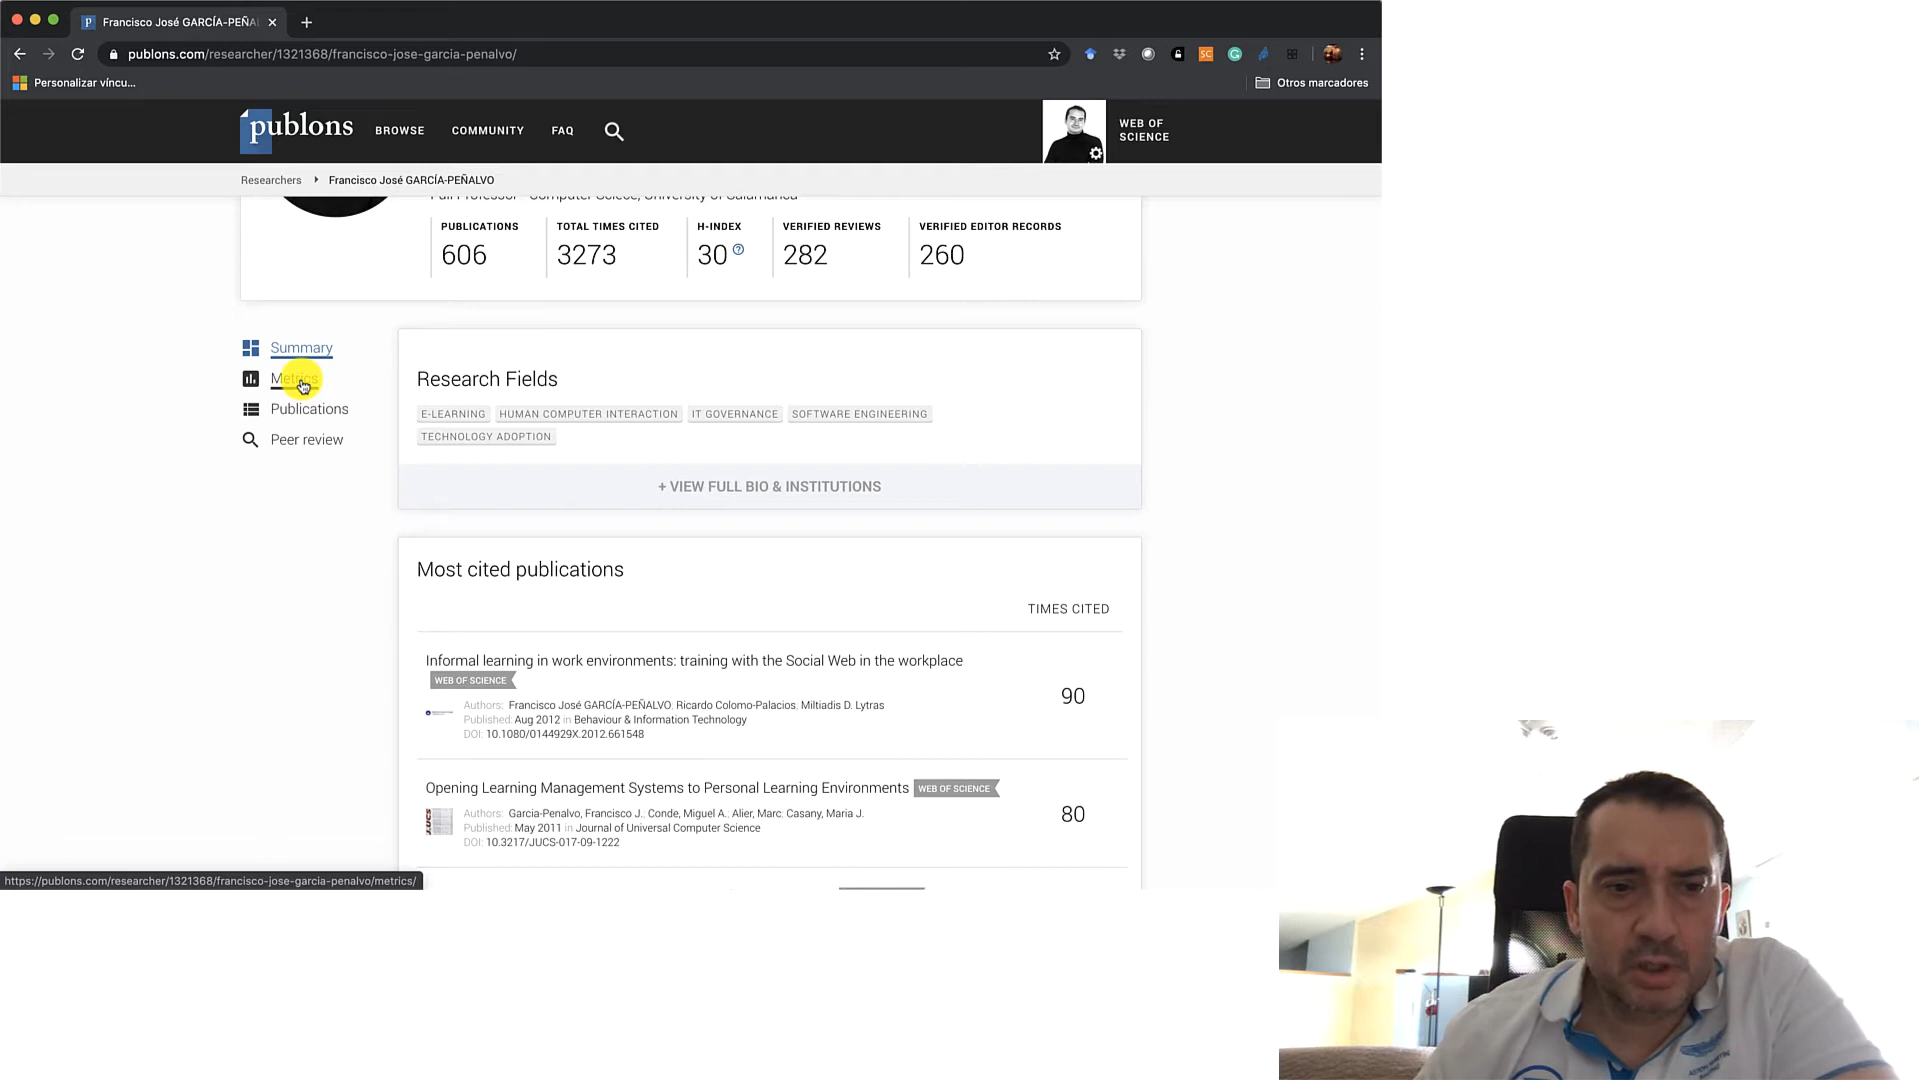 Francisco José GARCÍA-PEÑAL
publons.com/researcher/1321368/francisco-jose-garcia-penalvo/
Personalizar víncu...
Otros marcadores
publons
BROWSE
COMMUNITY
FAQ
WEB OF
SCIENCE
Researchers
Francisco José GARCÍA-PEÑALVO
PUBLICATIONS
606
TOTAL TIMES CITED
3273
H-INDEX
30
VERIFIED REVIEWS
282
VERIFIED EDITOR RECORDS
260
Summary
Metrics
Publications
Peer review
Research Fields
E-LEARNING
HUMAN COMPUTER INTERACTION
IT GOVERNANCE
SOFTWARE ENGINEERING
TECHNOLOGY ADOPTION
+ VIEW FULL BIO & INSTITUTIONS
Most cited publications
TIMES CITED
Informal learning in work environments: training with the Social Web in the workplace
WEB OF SCIENCE
Authors: Francisco José GARCÍA-PEÑALVO, Ricardo Colomo-Palacios, Miltiadis D. Lytras
Published: Aug 2012 in Behaviour & Information Technology
DOI: 10.1080/0144929X.2012.661548
90
Opening Learning Management Systems to Personal Learning Environments
WEB OF SCIENCE
Authors: Garcia-Penalvo, Francisco J., Conde, Miguel A., Alier, Marc. Casany, Maria J.
Published: May 2011 in Journal of Universal Computer Science
DOI: 10.3217/JUCS-017-09-1222
80
https://publons.com/researcher/1321368/francisco-jose-garcia-penalvo/metrics/